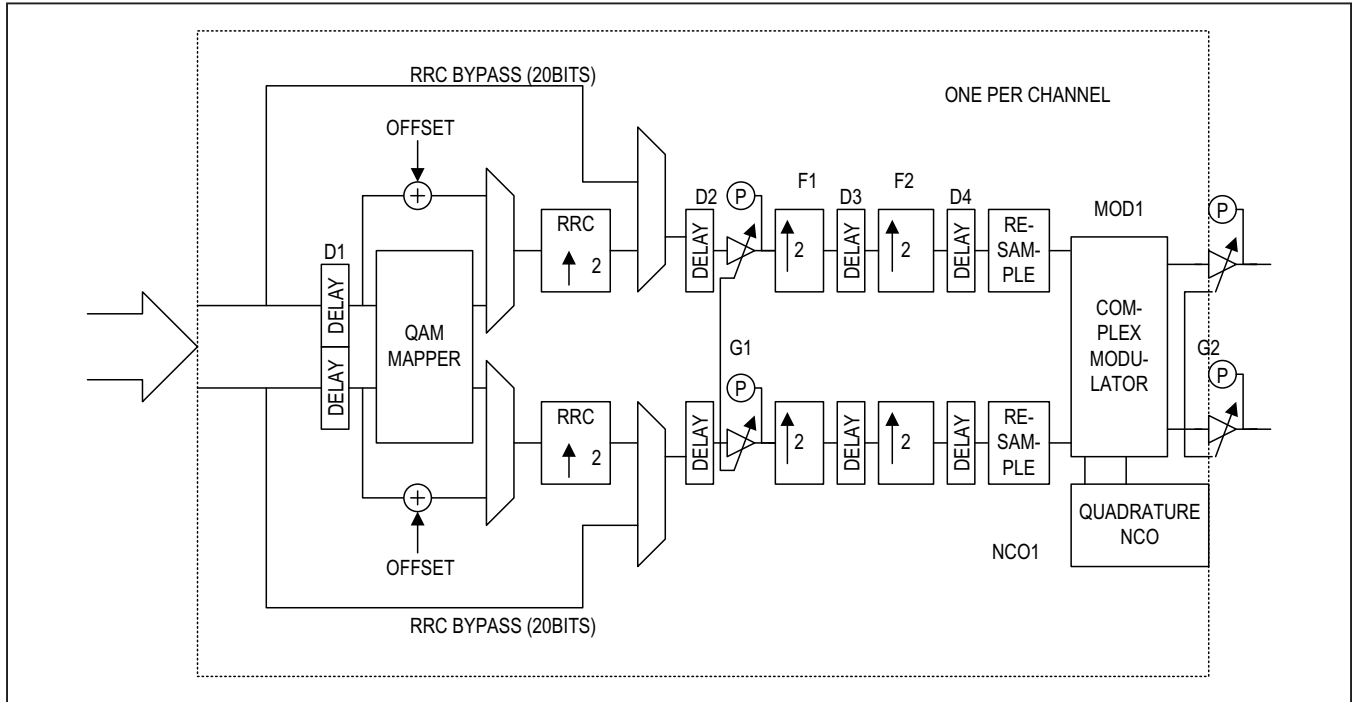 RRC BYPASS (20BITS)
ONE PER CHANNEL
OFFSET
+
D1
DELAY
DELAY
QAM
MAPPER
RRC
2
D2
DELAY
P
F1
2
D3
DELAY
F2
2
D4
DELAY
RE-
SAM-
PLE
MOD1
COM-
PLEX
MODU-
LATOR
P
G1
G2
RRC
2
DELAY
P
2
DELAY
2
DELAY
RE-
SAM-
PLE
P
+
OFFSET
QUADRATURE
NCO
NCO1
RRC BYPASS (20BITS)